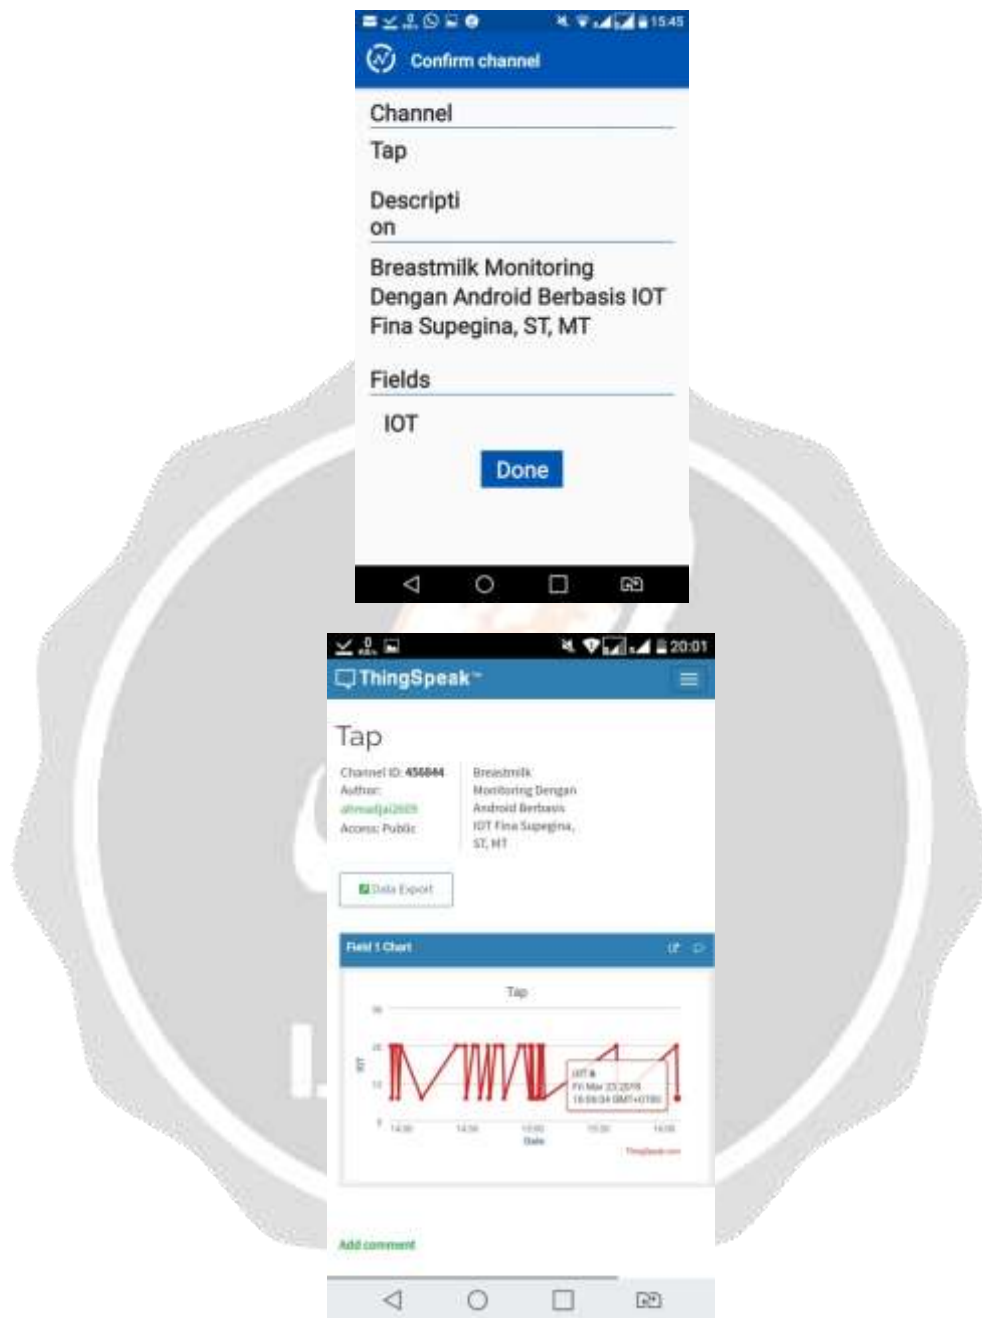 15:45
Confirm channel
Channel
Tap
Descripti
on
Breastmilk Monitoring
Dengan Android Berbasis IOT
Fina Supegina, ST, MT
Fields
IOT
Done
20:01
ThingSpeak™
Tap
Channel ID: 456844
Author:
Access: Public
Breastmilk
Monitoring Dengan
Android Berbasis
IOT Fina Supegina,
ST, MT
Data Export
Field 1 Chart
Tap
IOT
Date
ThingSpeak.com
Add comment